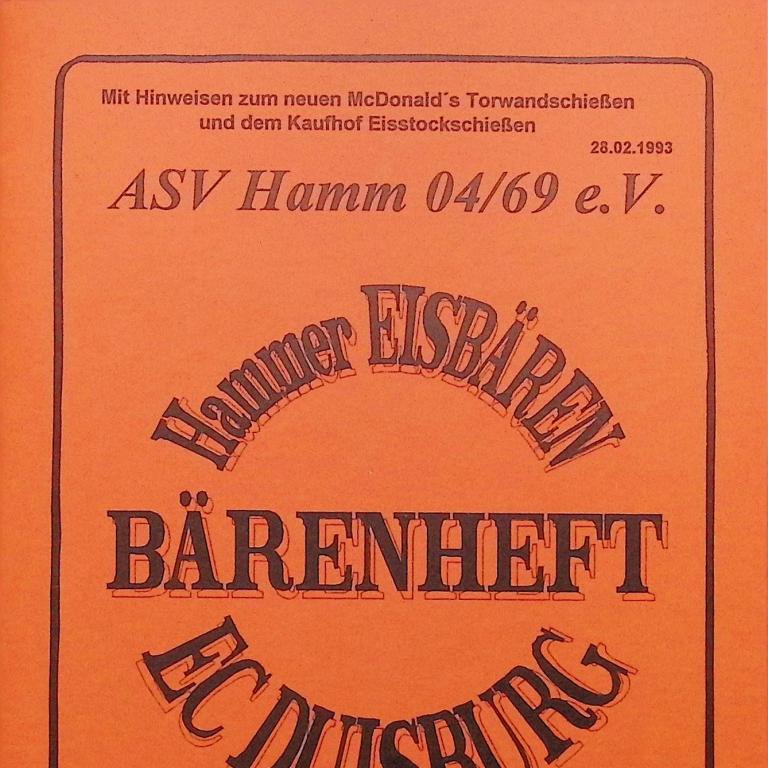 Mit Hinweisen zum neuen McDonald´s Torwandschießen
und dem Kaufhof Eisstockschießen
28.02.1993
ASV Hamm 04/69 e.V.
Hammer EISBÄREN
BÄRENHEFT
EC DUISBURG